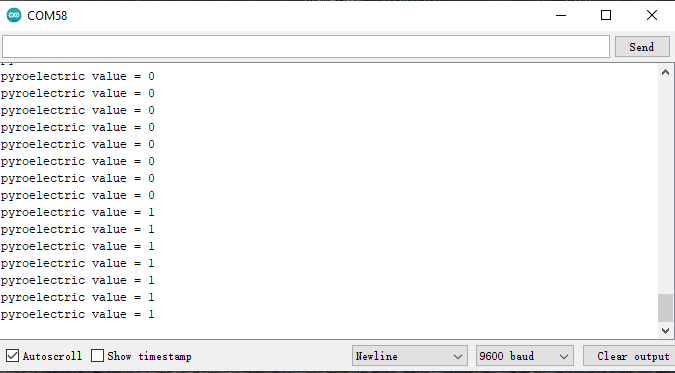 COM58
Send
pyroelectric value = 0
pyroelectric value = 0
pyroelectric value = 0
pyroelectric value = 0
pyroelectric value = 0
pyroelectric value = 0
pyroelectric value = 0
pyroelectric value = 0
pyroelectric value = 1
pyroelectric value = 1
pyroelectric value = 1
pyroelectric value = 1
pyroelectric value = 1
pyroelectric value = 1
pyroelectric value = 1
Autoscroll Show timestamp Newline 9600 baud Clear output